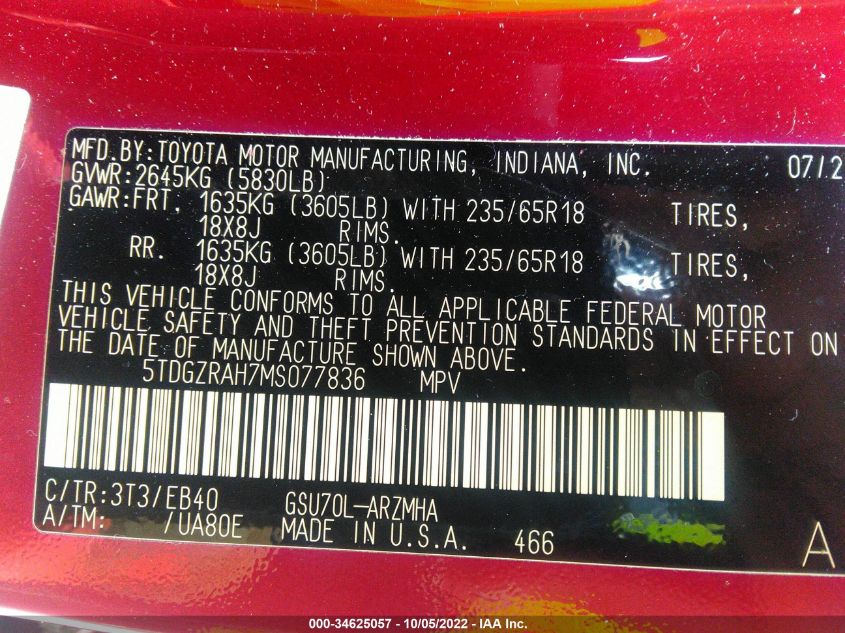 MFD.BY:TOYOTA MOTOR MANUFACTURING, INDIANA, INC. 07/2
GVWR:2645KG (5830LB)
GAWR:FRT. 1635KG (3605LB) WITH 235/65R18 TIRES,
18X8J RIMS.
RR. 1635KG (3605LB) WITH 235/65R18 TIRES,
18X8J RIMS.
THIS VEHICLE CONFORMS TO ALL APPLICABLE FEDERAL MOTOR
VEHICLE SAFETY AND THEFT PREVENTION STANDARDS IN EFFECT ON
THE DATE OF MANUFACTURE SHOWN ABOVE.
5TDGZRAH7MS077836 MPV
C/TR:3T3/EB40 GSU70L-ARZMHA
A/TM: /UA80E MADE IN U.S.A. 466 A
000-34625057 - 10/05/2022 - IAA Inc.